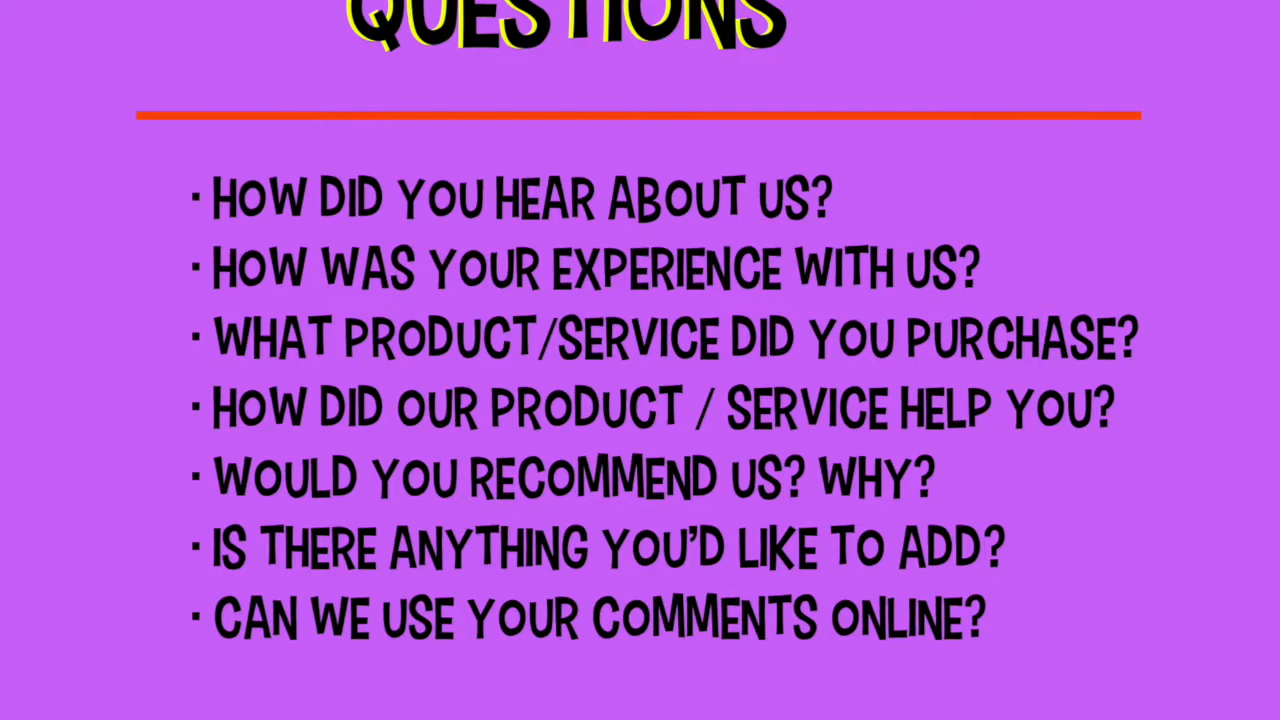 QUESTIONS
· HOW DID YOU HEAR ABOUT US?
· HOW WAS YOUR EXPERIENCE WITH US?
· WHAT PRODUCT/SERVICE DID YOU PURCHASE?
· HOW DID OUR PRODUCT / SERVICE HELP YOU?
· WOULD YOU RECOMMEND US? WHY?
· IS THERE ANYTHING YOU'D LIKE TO ADD?
· CAN WE USE YOUR COMMENTS ONLINE?